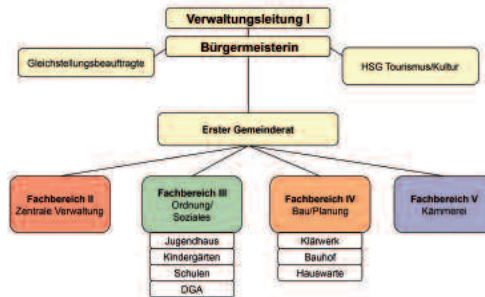 Verwaltungsleitung I
Bürgermeisterin
Gleichstellungsbeauftragte
HSG Tourismus/Kultur
Erster Gemeinderat
Fachbereich II
Zentrale Verwaltung
Fachbereich III
Ordnung/
Soziales
Fachbereich IV
Bau/Planung
Fachbereich V
Kämmerei
Jugendhaus
Kindergärten
Schulen
DGA
Klärwerk
Bauhof
Hauswarte